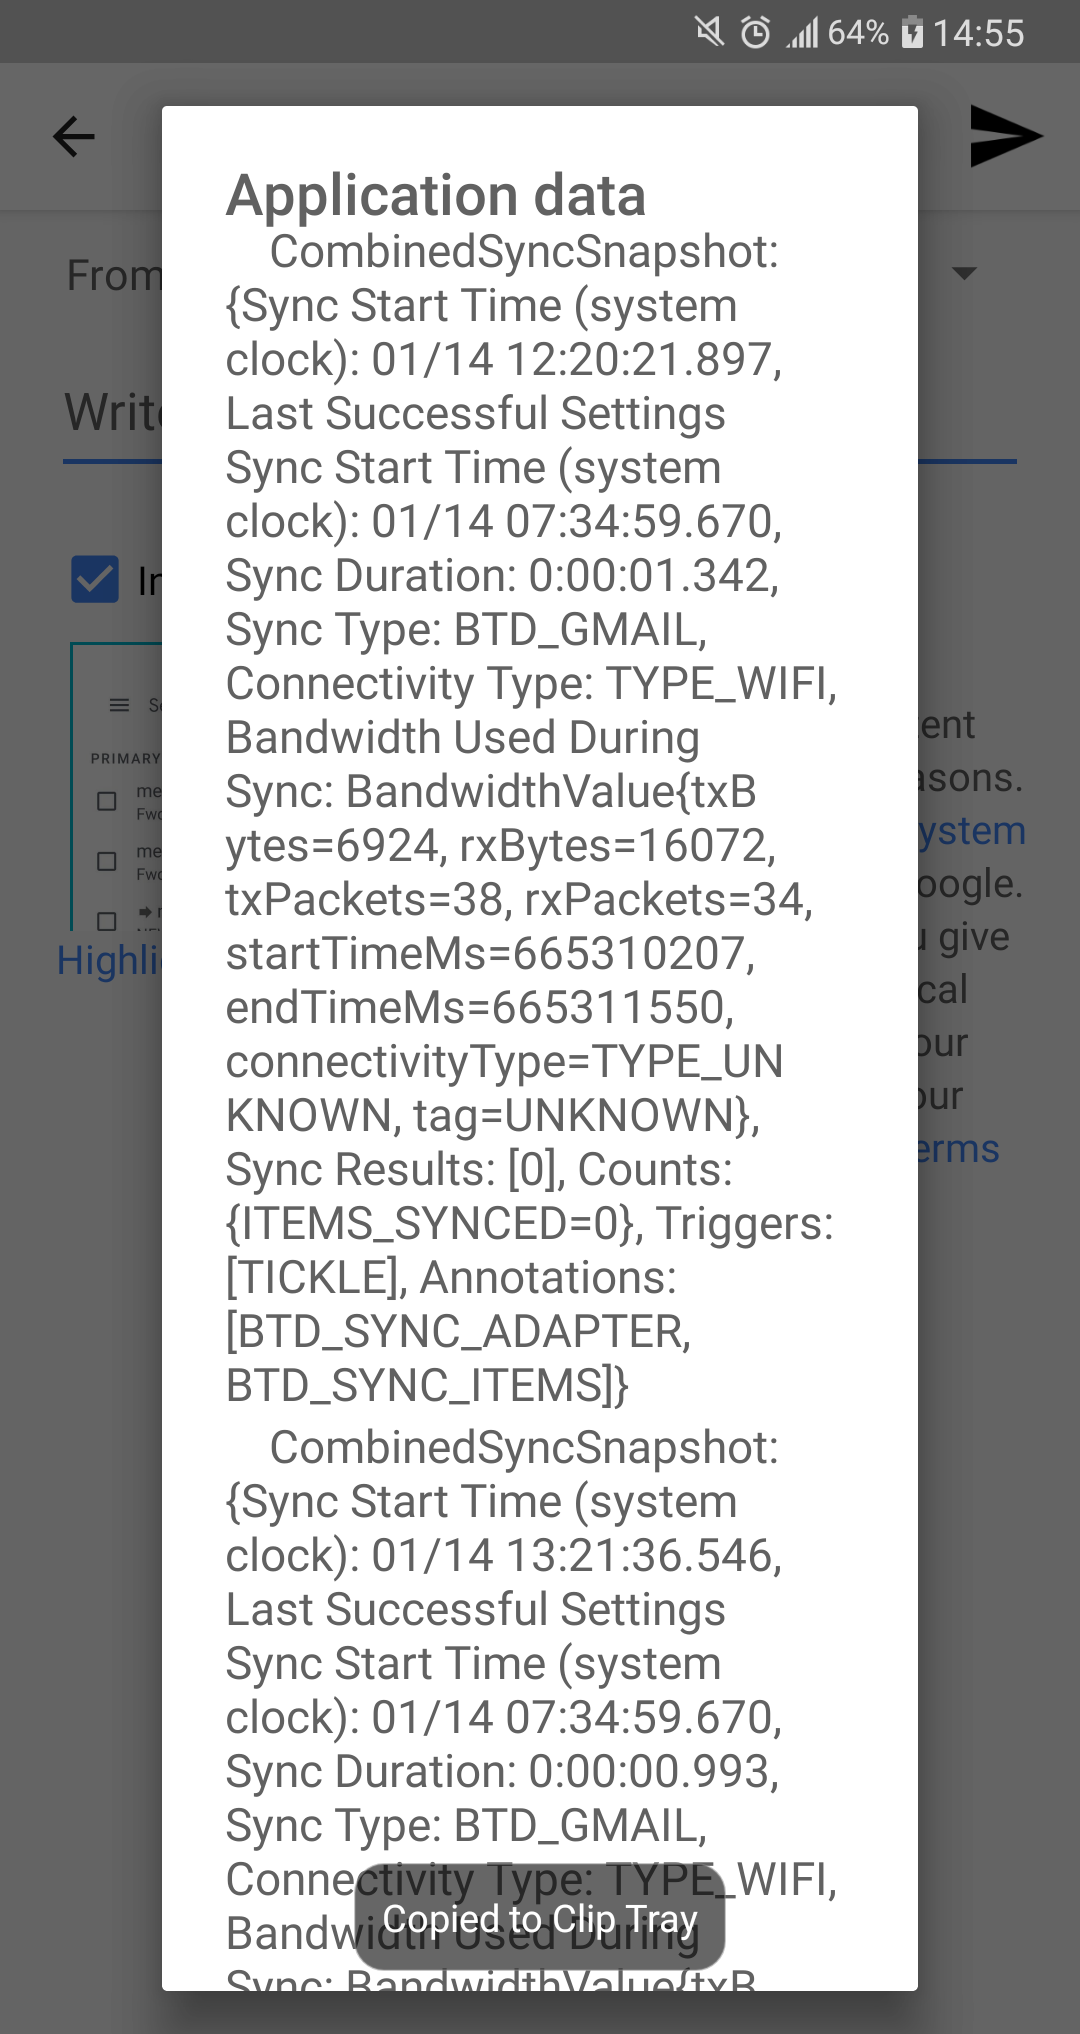 64% 14:55
Application data
CombinedSyncSnapshot:
{Sync Start Time (system
clock): 01/14 12:20:21.897,
Last Successful Settings
Sync Start Time (system
clock): 01/14 07:34:59.670,
Sync Duration: 0:00:01.342,
Sync Type: BTD_GMAIL,
Connectivity Type: TYPE_WIFI,
Bandwidth Used During
Sync: BandwidthValue{txB
ytes=6924, rxBytes=16072,
txPackets=38, rxPackets=34,
startTimeMs=665310207,
endTimeMs=665311550,
connectivityType=TYPE_UN
KNOWN, tag=UNKNOWN},
Sync Results: [0], Counts:
{ITEMS_SYNCED=0}, Triggers:
[TICKLE], Annotations:
[BTD_SYNC_ADAPTER,
BTD_SYNC_ITEMS]}
CombinedSyncSnapshot:
{Sync Start Time (system
clock): 01/14 13:21:36.546,
Last Successful Settings
Sync Start Time (system
clock): 01/14 07:34:59.670,
Sync Duration: 0:00:00.993,
Sync Type: BTD_GMAIL,
Connectivity Type: TYPE_WIFI,
Bandwidth Used During
Sync: BandwidthValue{txB
Copied to Clip Tray
From
Write
PRIMARY
me
me
Highli
ent
asons.
ystem
oogle.
u give
cal
our
our
erms